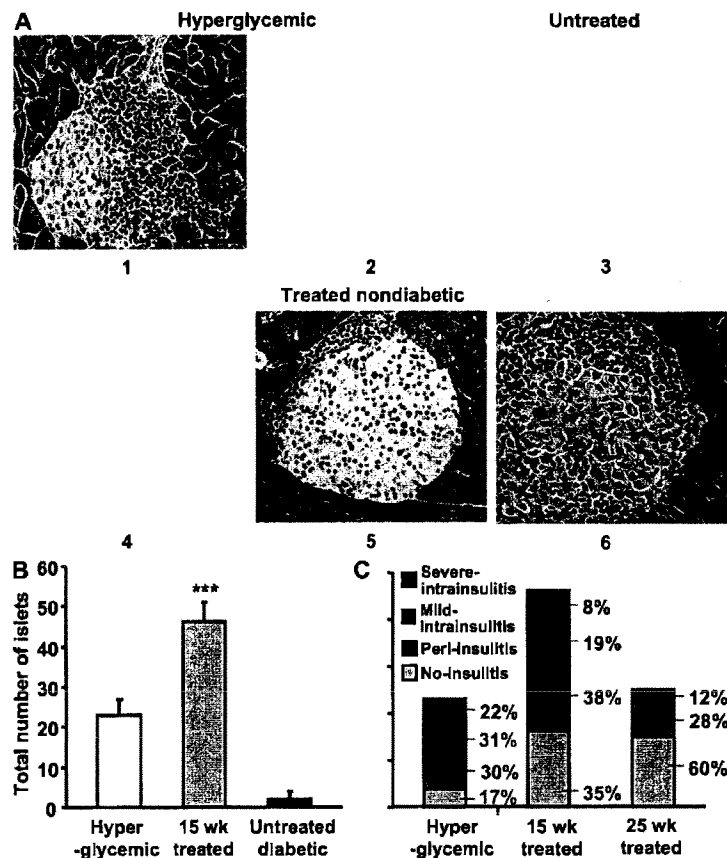 A Hyperglycemic Untreated
1 2 3
Treated nondiabetic
4 5 6
B
Total number of islets
60
50
40
30
20
10
0
***
Hyper
-glycemic
15 wk
treated
Untreated
diabetic
C
Severe-
intrainsulitis
Mild-
intrainsulitis
Peri-insulitis
No-insulitis
22%
31%
30%
17%
8%
19%
38%
35%
12%
28%
60%
Hyper
-glycemic
15 wk
treated
25 wk
treated